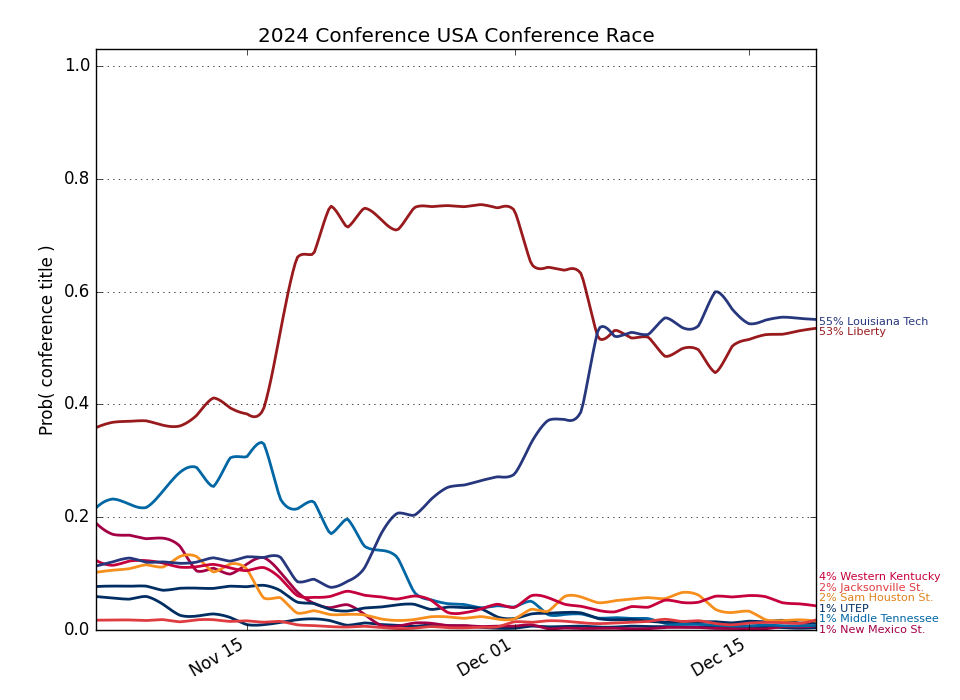 2024 Conference USA Conference Race
Prob( conference title )
1.0
0.8
0.6
0.4
0.2
0.0
Nov 15
Dec 01
Dec 15
55% Louisiana Tech
53% Liberty
4% Western Kentucky
2% Jacksonville St.
2% Sam Houston St.
1% UTEP
1% Middle Tennessee
1% New Mexico St.